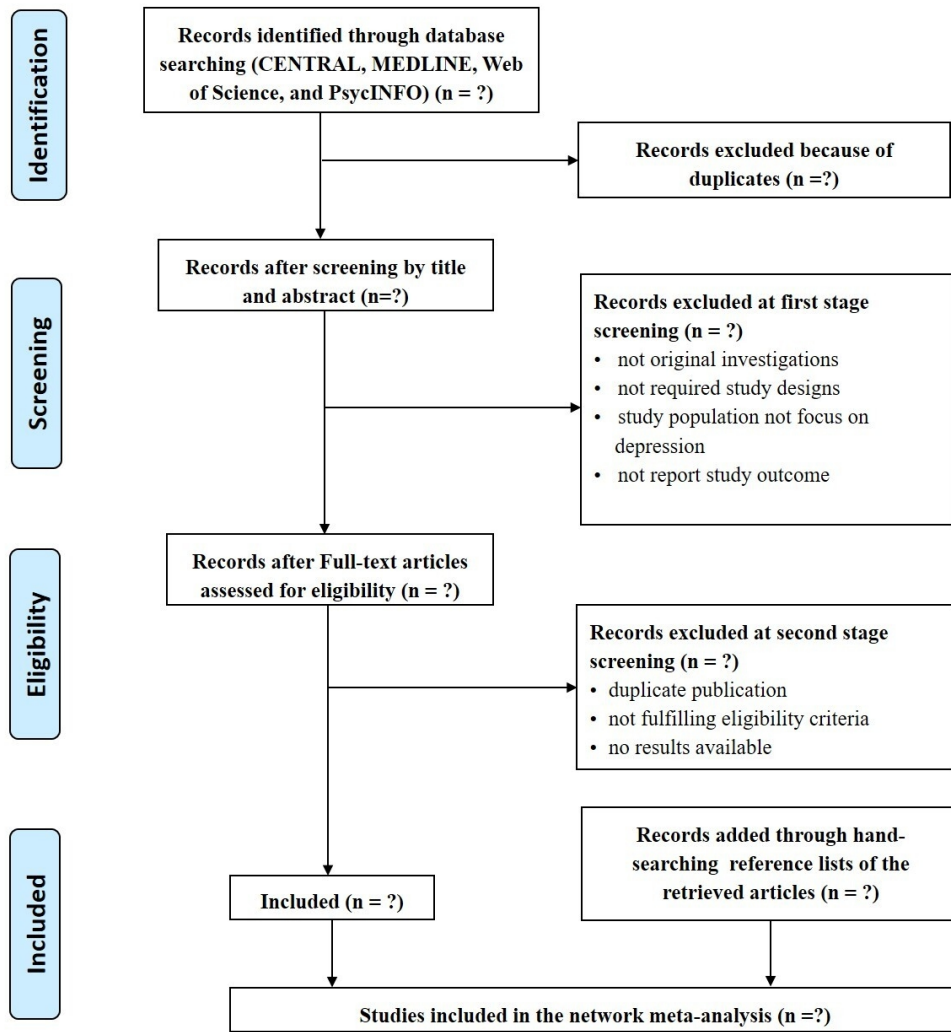 Identification
Records identified through database
searching (CENTRAL, MEDLINE, Web
of Science, and PsycINFO) (n = ?)
Records excluded because of
duplicates (n =?)
Screening
Records after screening by title
and abstract (n=?)
Records excluded at first stage
screening (n = ?)
• not original investigations
• not required study designs
• study population not focus on
depression
• not report study outcome
Eligibility
Records after Full-text articles
assessed for eligibility (n = ?)
Records excluded at second stage
screening (n = ?)
• duplicate publication
• not fulfilling eligibility criteria
• no results available
Included
Records added through hand-
searching reference lists of the
retrieved articles (n = ?)
Included (n = ?)
Studies included in the network meta-analysis (n =?)